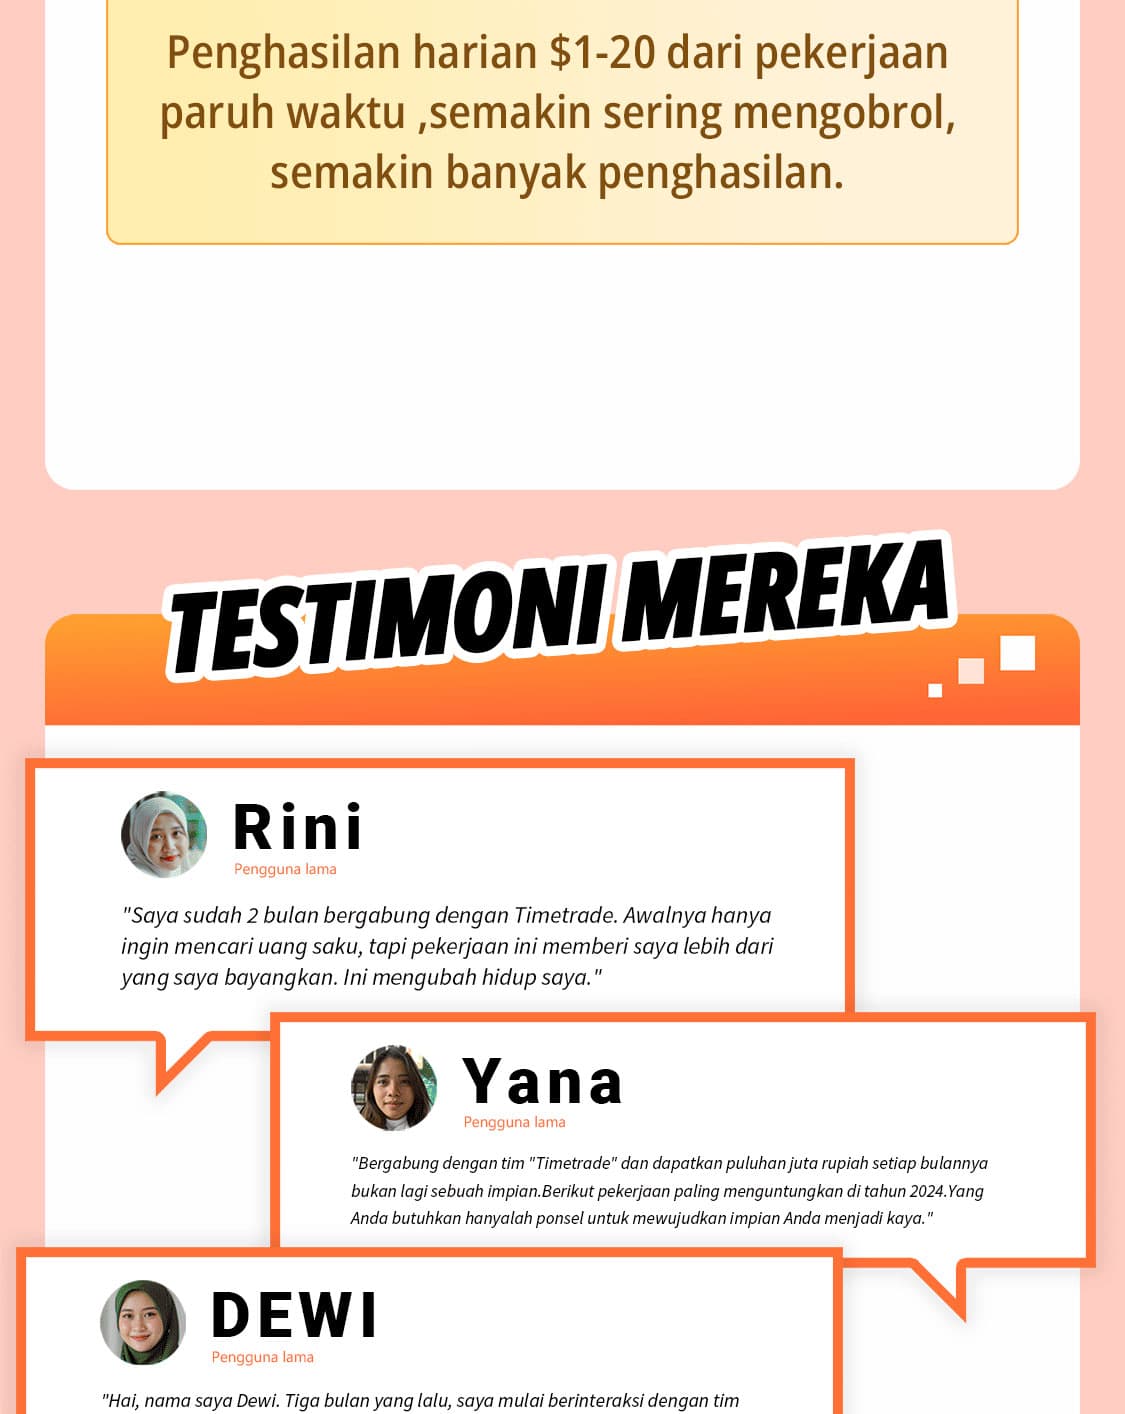 Penghasilan harian $1-20 dari pekerjaan
paruh waktu ,semakin sering mengobrol,
semakin banyak penghasilan.
TESTIMONI MEREKA
Rini
Pengguna lama
"Saya sudah 2 bulan bergabung dengan Timetrade. Awalnya hanya
ingin mencari uang saku, tapi pekerjaan ini memberi saya lebih dari
yang saya bayangkan. Ini mengubah hidup saya."
Yana
Pengguna lama
"Bergabung dengan tim "Timetrade" dan dapatkan puluhan juta rupiah setiap bulannya
bukan lagi sebuah impian.Berikut pekerjaan paling menguntungkan di tahun 2024.Yang
Anda butuhkan hanyalah ponsel untuk mewujudkan impian Anda menjadi kaya."
DEWI
Pengguna lama
"Hai, nama saya Dewi. Tiga bulan yang lalu, saya mulai berinteraksi dengan tim